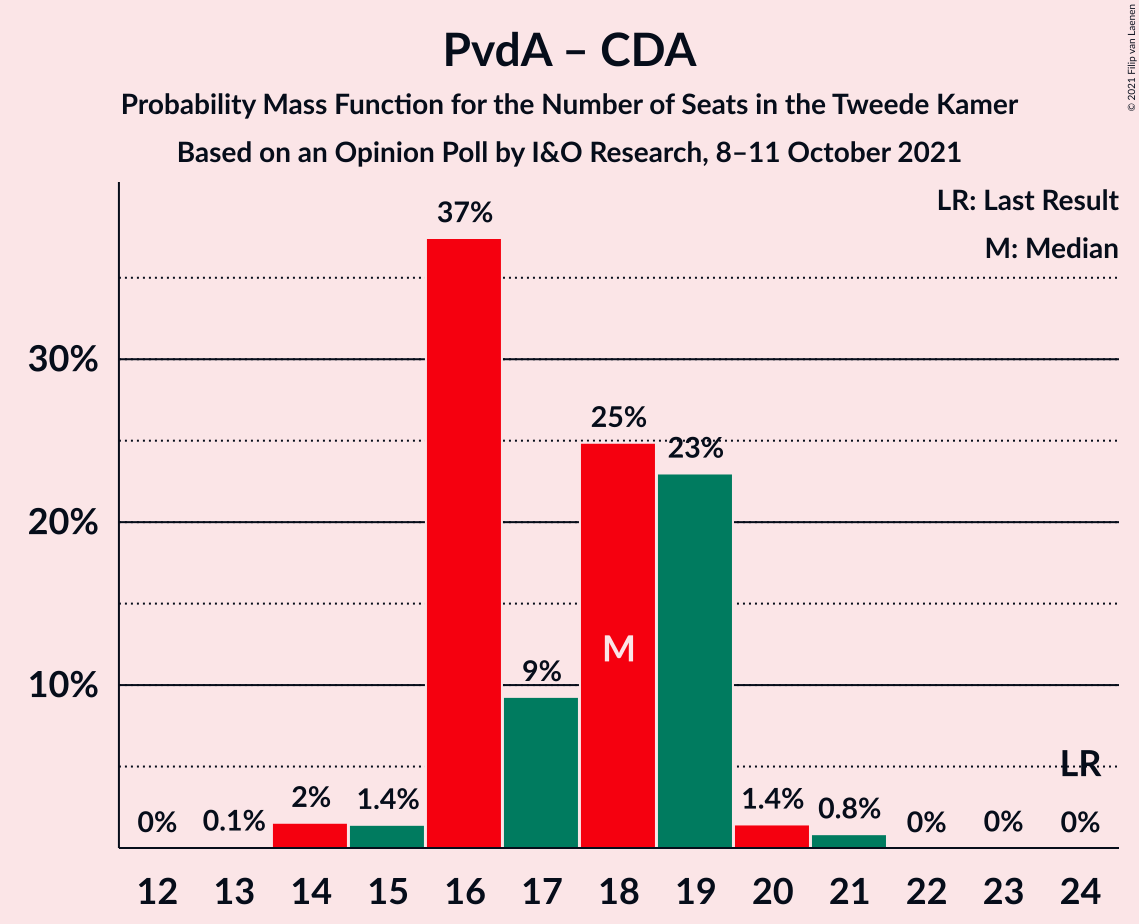 PvdA – CDA
Probability Mass Function for the Number of Seats in the Tweede Kamer
Based on an Opinion Poll by I&O Research, 8–11 October 2021
© 2021 Filip van Laenen
LR: Last Result
M: Median
37%
30%
25%
23%
20%
M
9%
10%
LR
0%
0.1%
2%
1.4%
1.4%
0.8%
0%
0%
0%
12 13 14 15 16 17 18 19 20 21 22 23 24